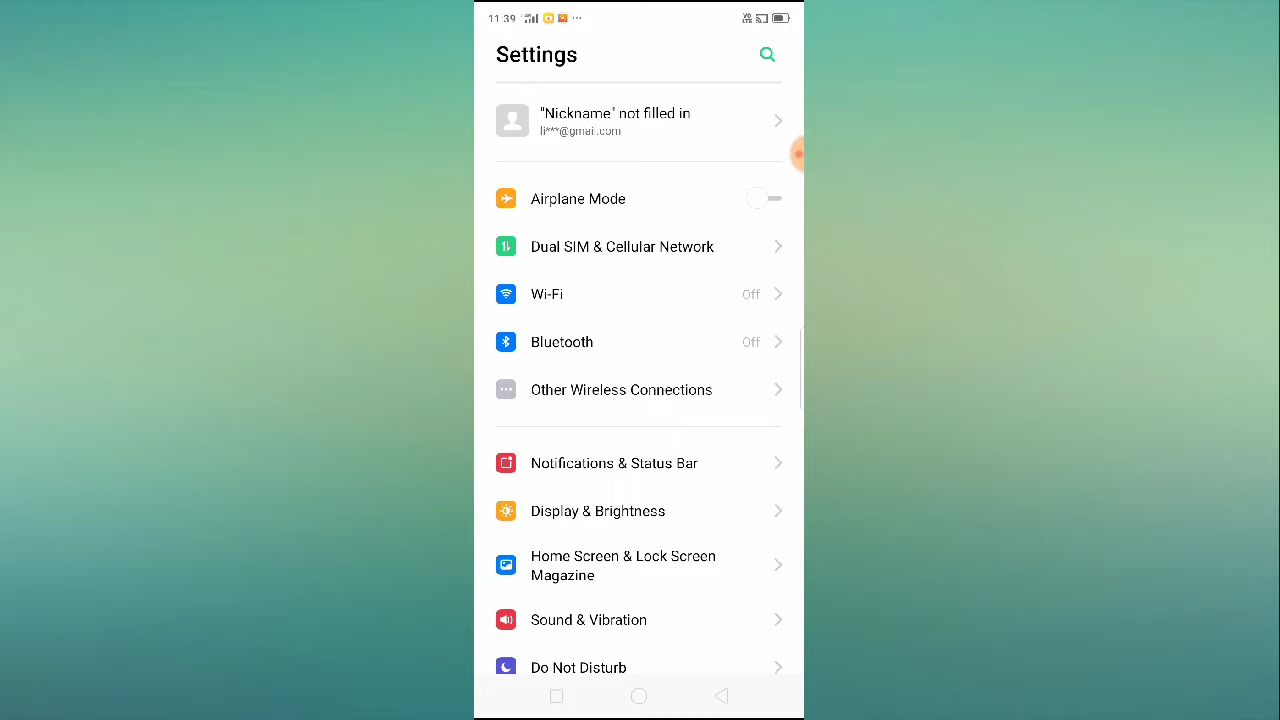 11:39
Settings
"Nickname" not filled in
li***@gmail.com
Airplane Mode
Dual SIM & Cellular Network
Wi-Fi Off
Bluetooth Off
Other Wireless Connections
Notifications & Status Bar
Display & Brightness
Home Screen & Lock Screen
Magazine
Sound & Vibration
Do Not Disturb